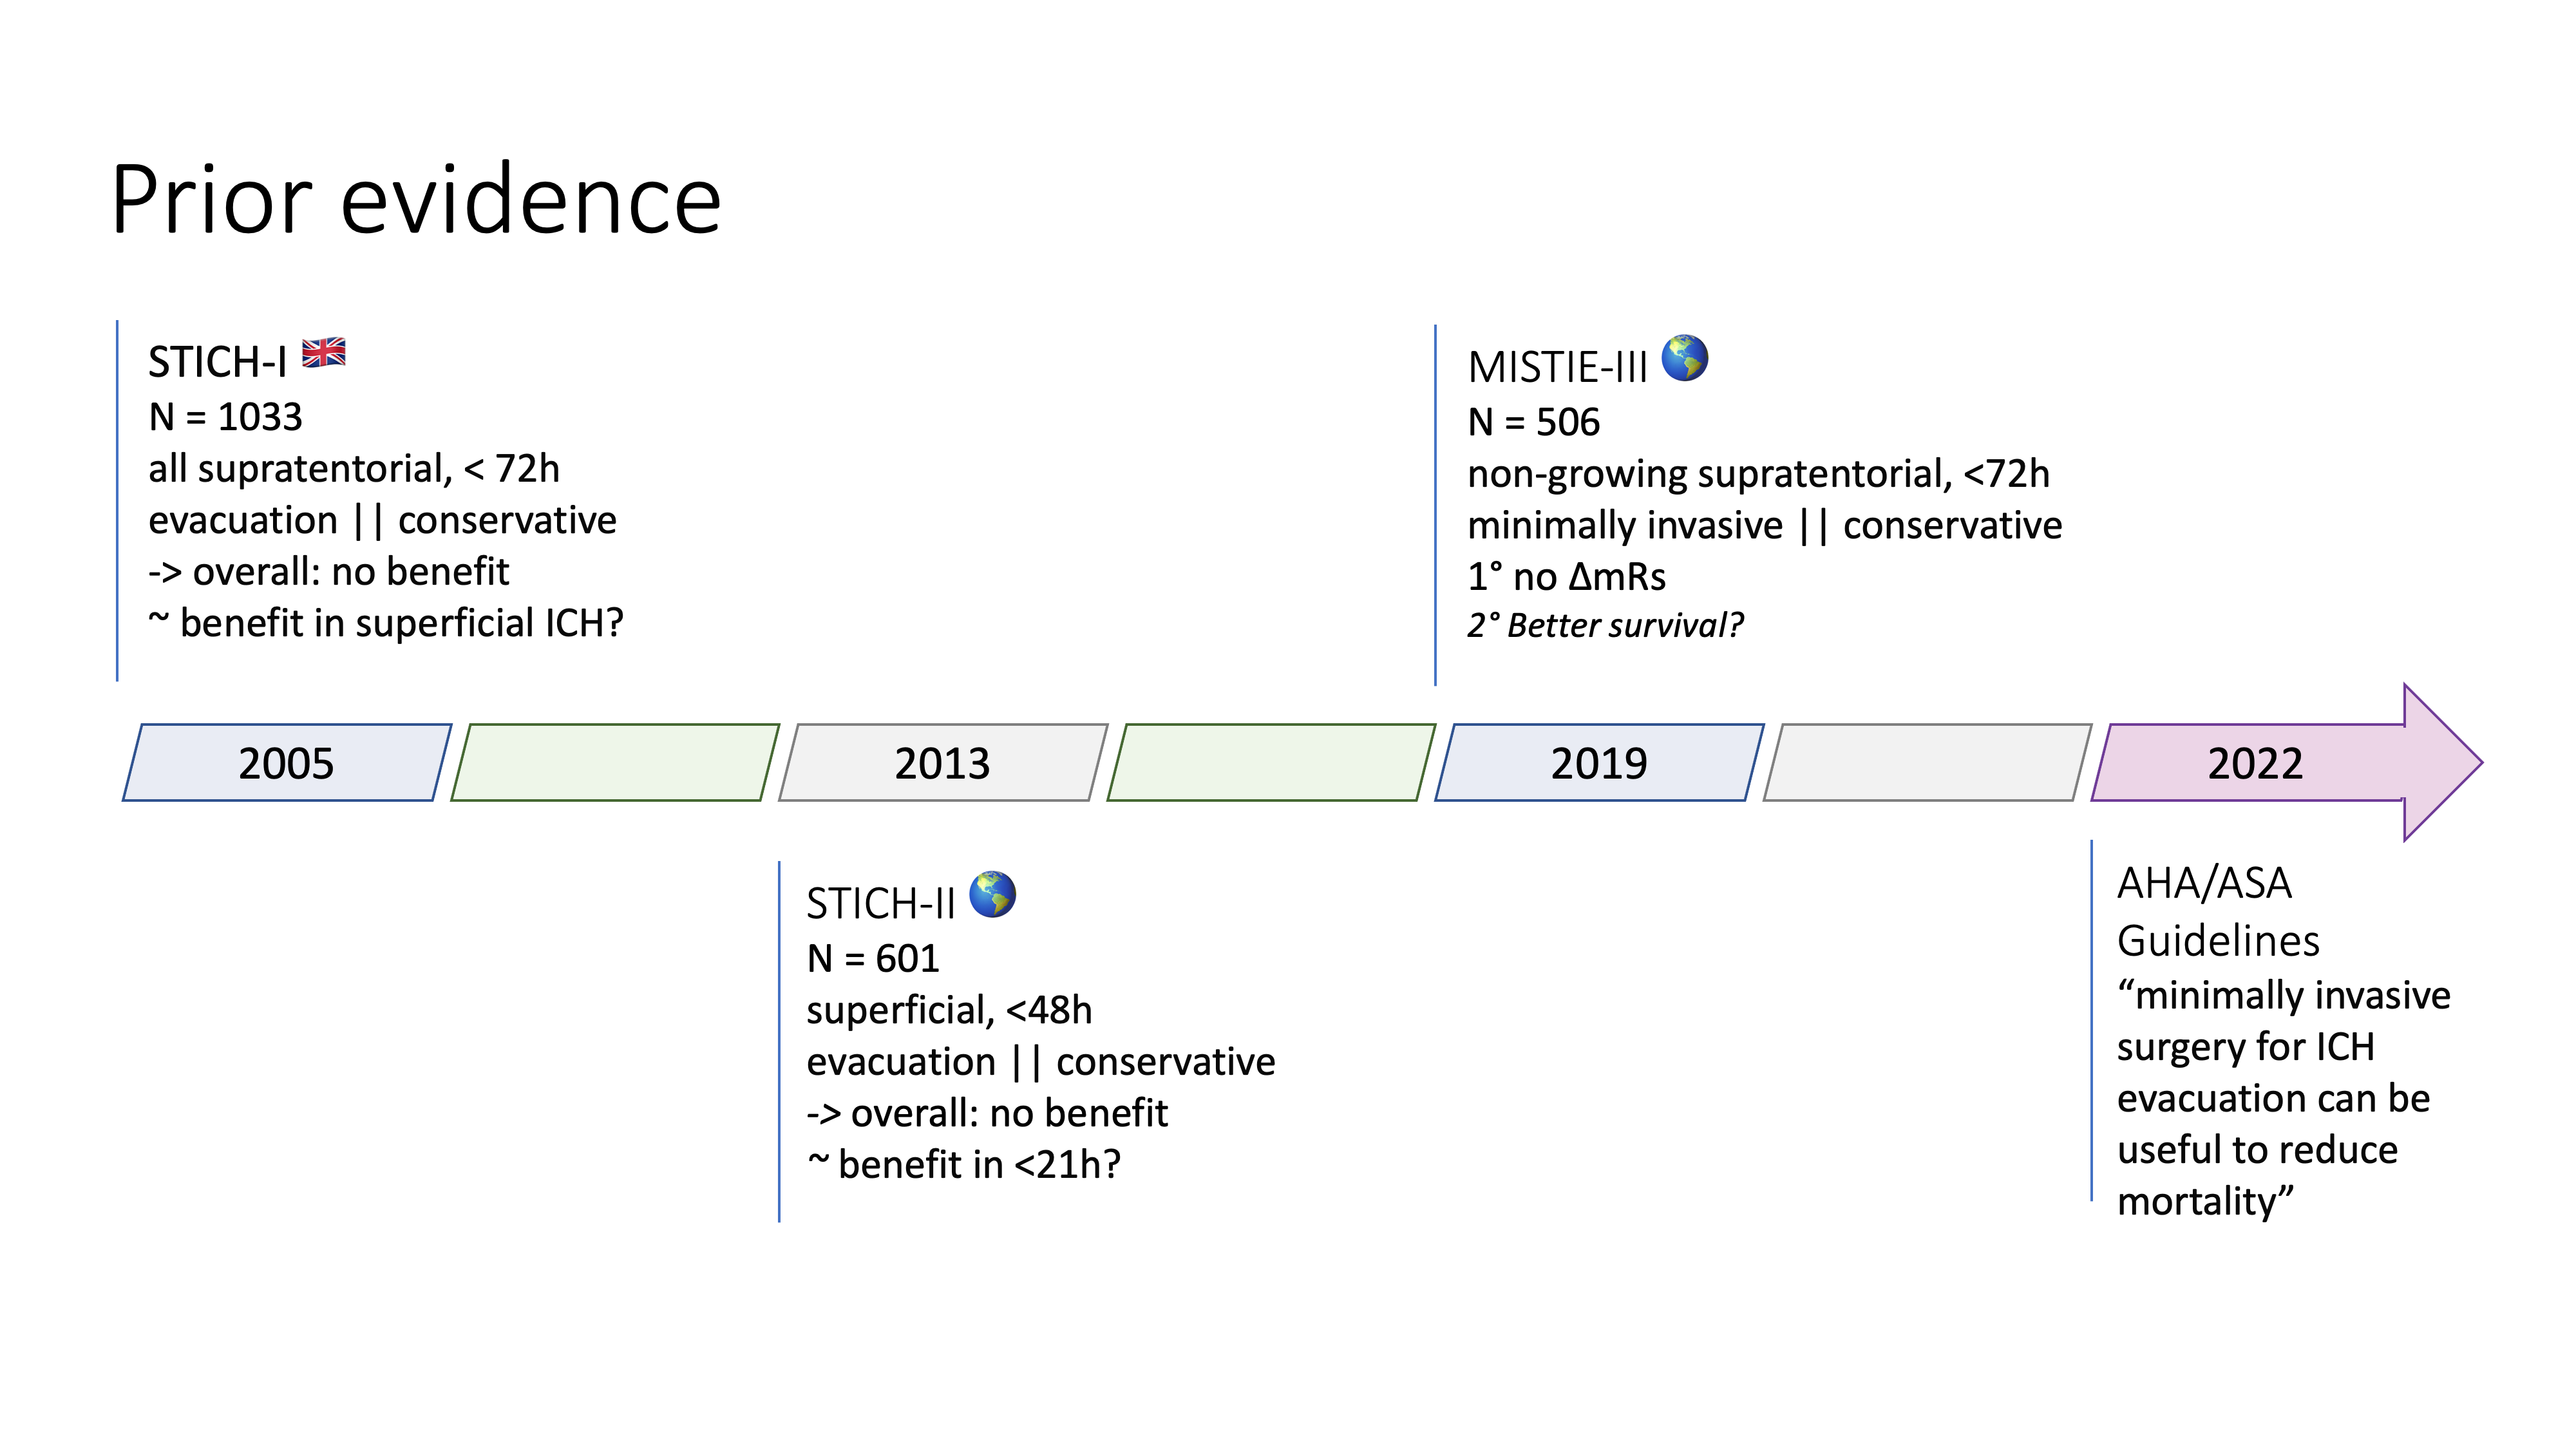 Prior evidence
STICH-I
N = 1033
all supratentorial, < 72h
evacuation || conservative
-> overall: no benefit
~ benefit in superficial ICH?
MISTIE-III
N = 506
non-growing supratentorial, <72h
minimally invasive || conservative
1° no ΔmRs
2° Better survival?
2005
2013
2019
2022
STICH-II
N = 601
superficial, <48h
evacuation || conservative
-> overall: no benefit
~ benefit in <21h?
AHA/ASA
Guidelines
“minimally invasive
surgery for ICH
evacuation can be
useful to reduce
mortality”